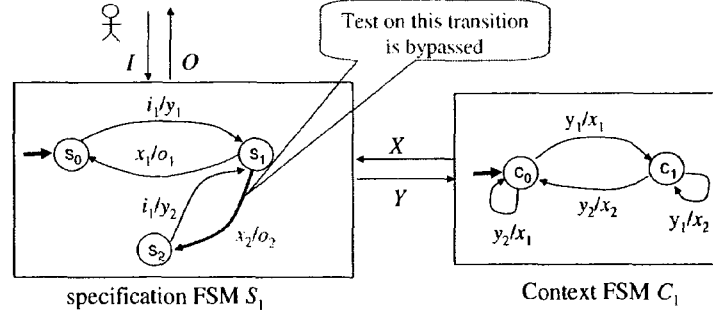 Test on this transition
is bypassed
I O
i₁/y₁
S₀
x₁/o₁
S₁
i₁/y₂
S₂
x₂/o₂
X
Y
y₁/x₁
C₀
C₁
y₂/x₂
y₂/x₁
y₁/x₂
specification FSM S₁
Context FSM C₁